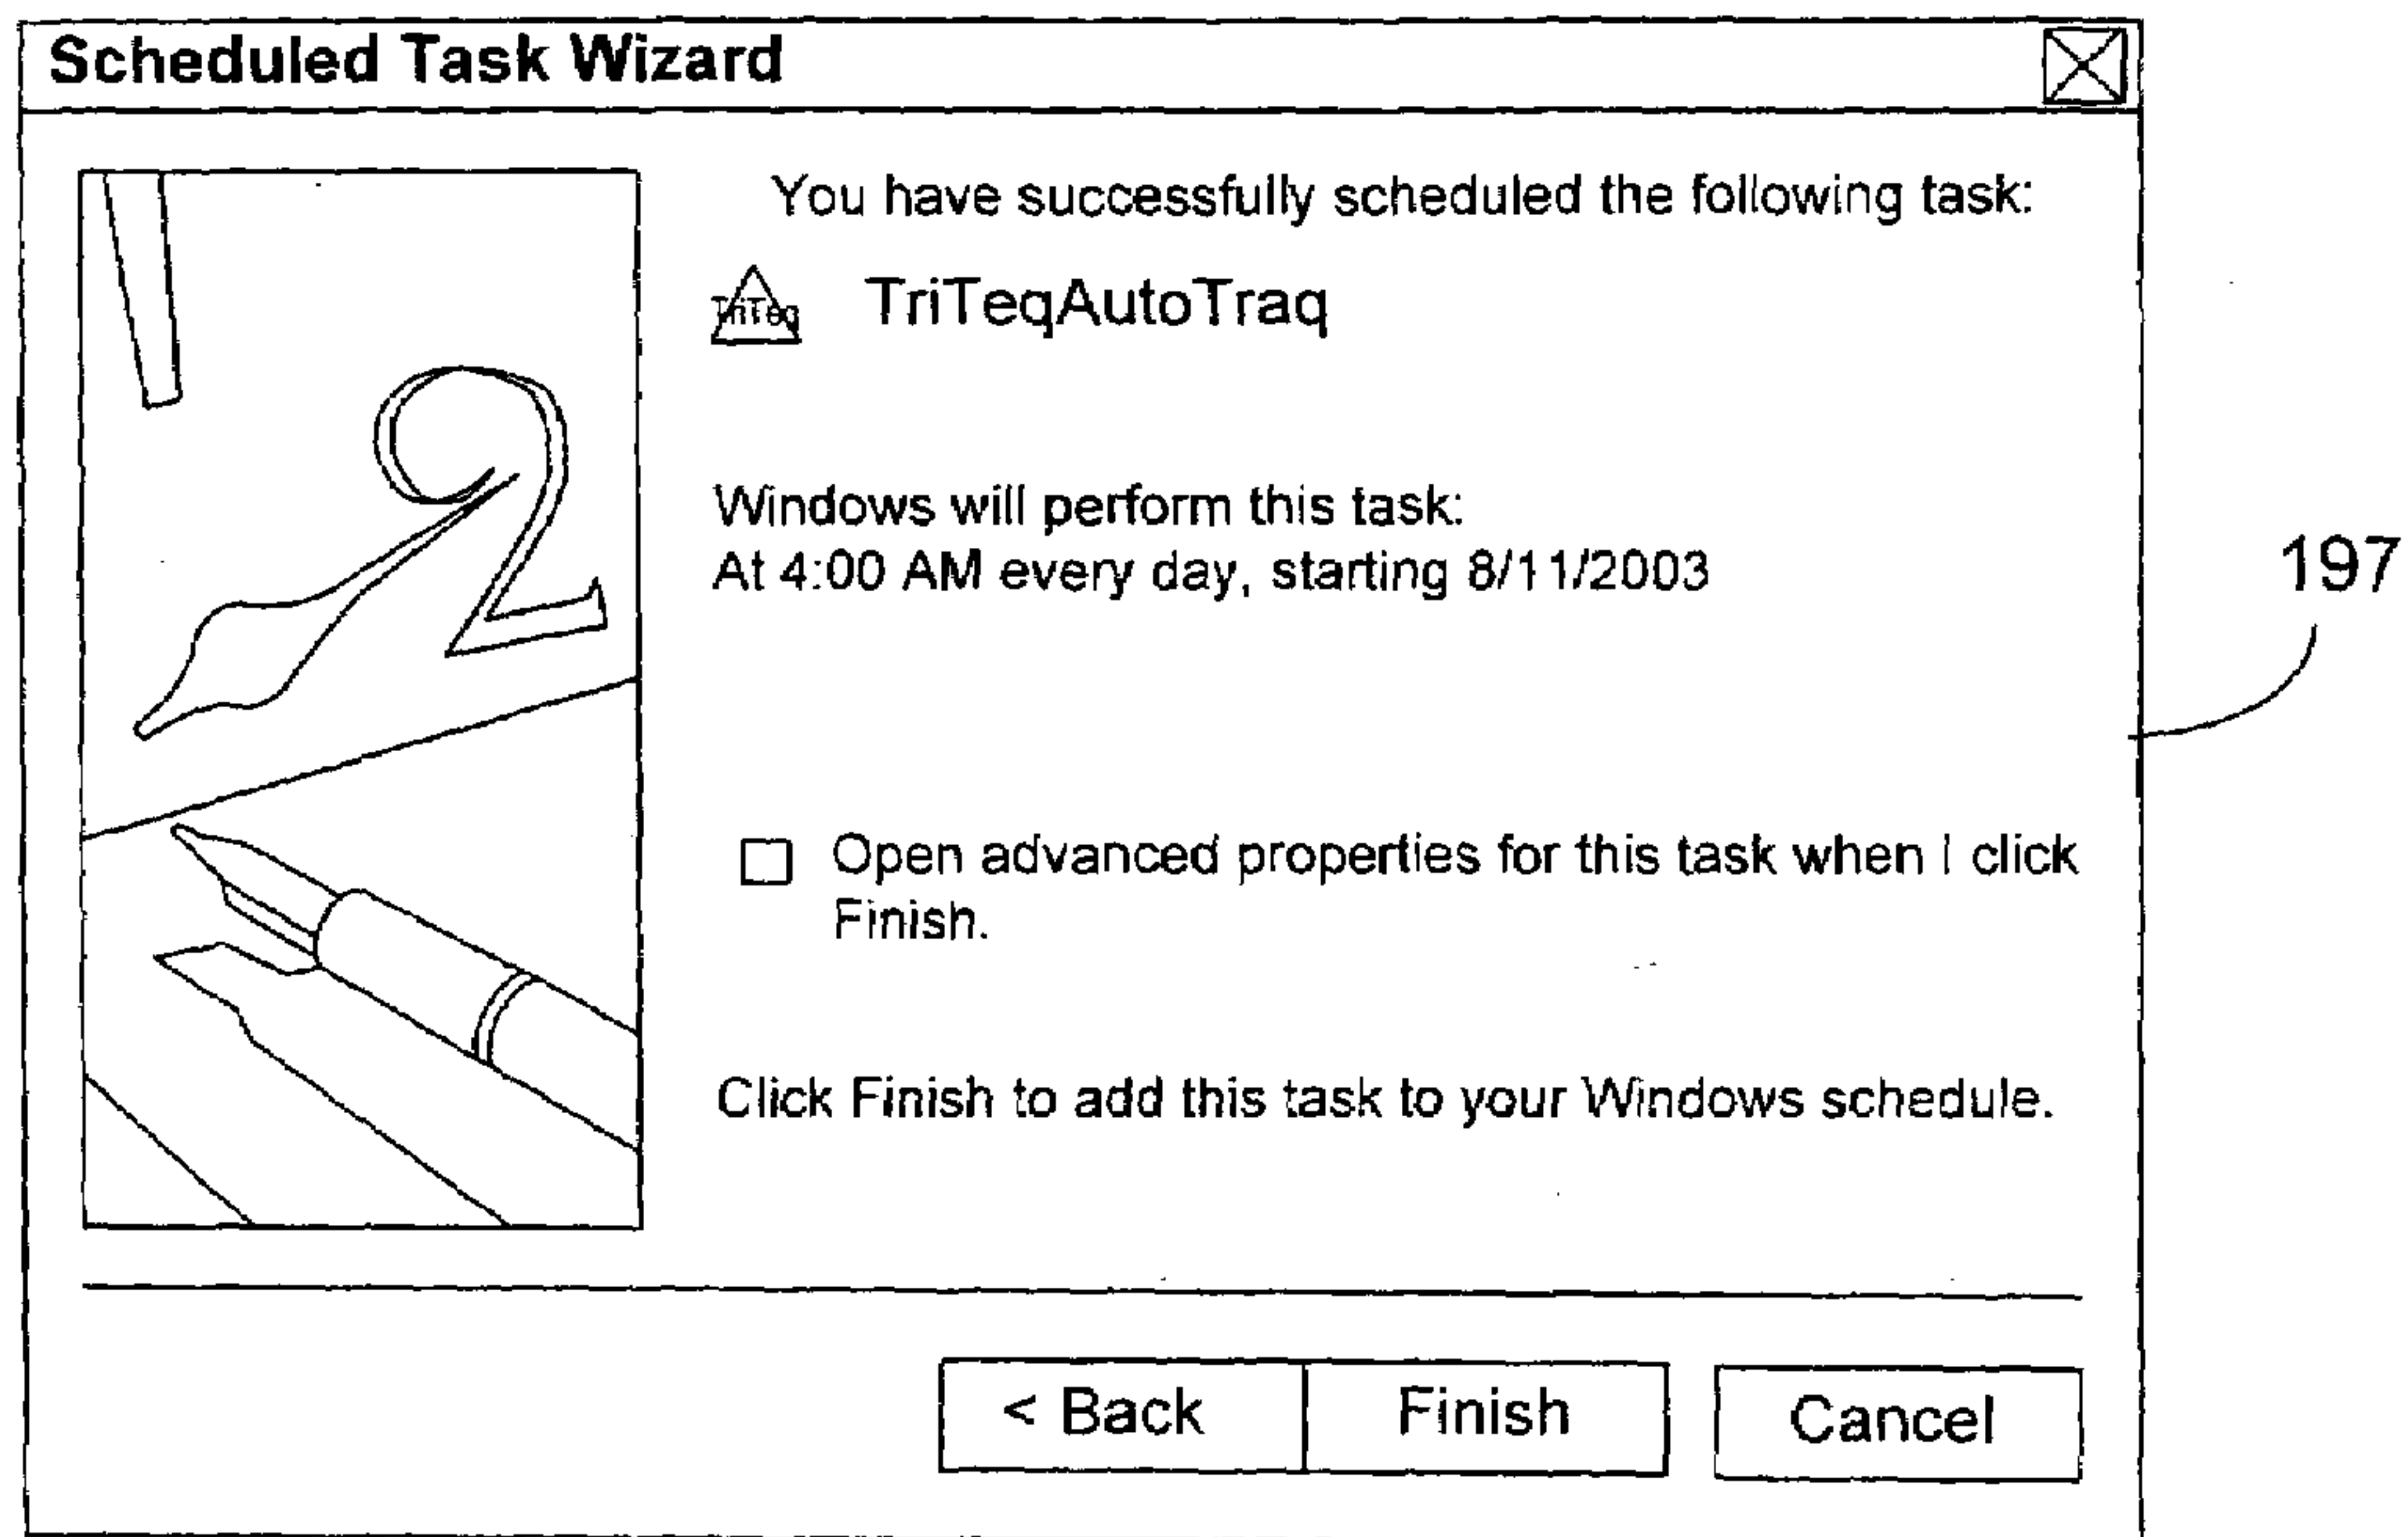 Scheduled Task Wizard
You have successfully scheduled the following task:
TriTeq
TriTeqAutoTraq
Windows will perform this task:
At 4:00 AM every day, starting 8/11/2003
197
Open advanced properties for this task when I click
Finish.
Click Finish to add this task to your Windows schedule.
< Back
Finish
Cancel